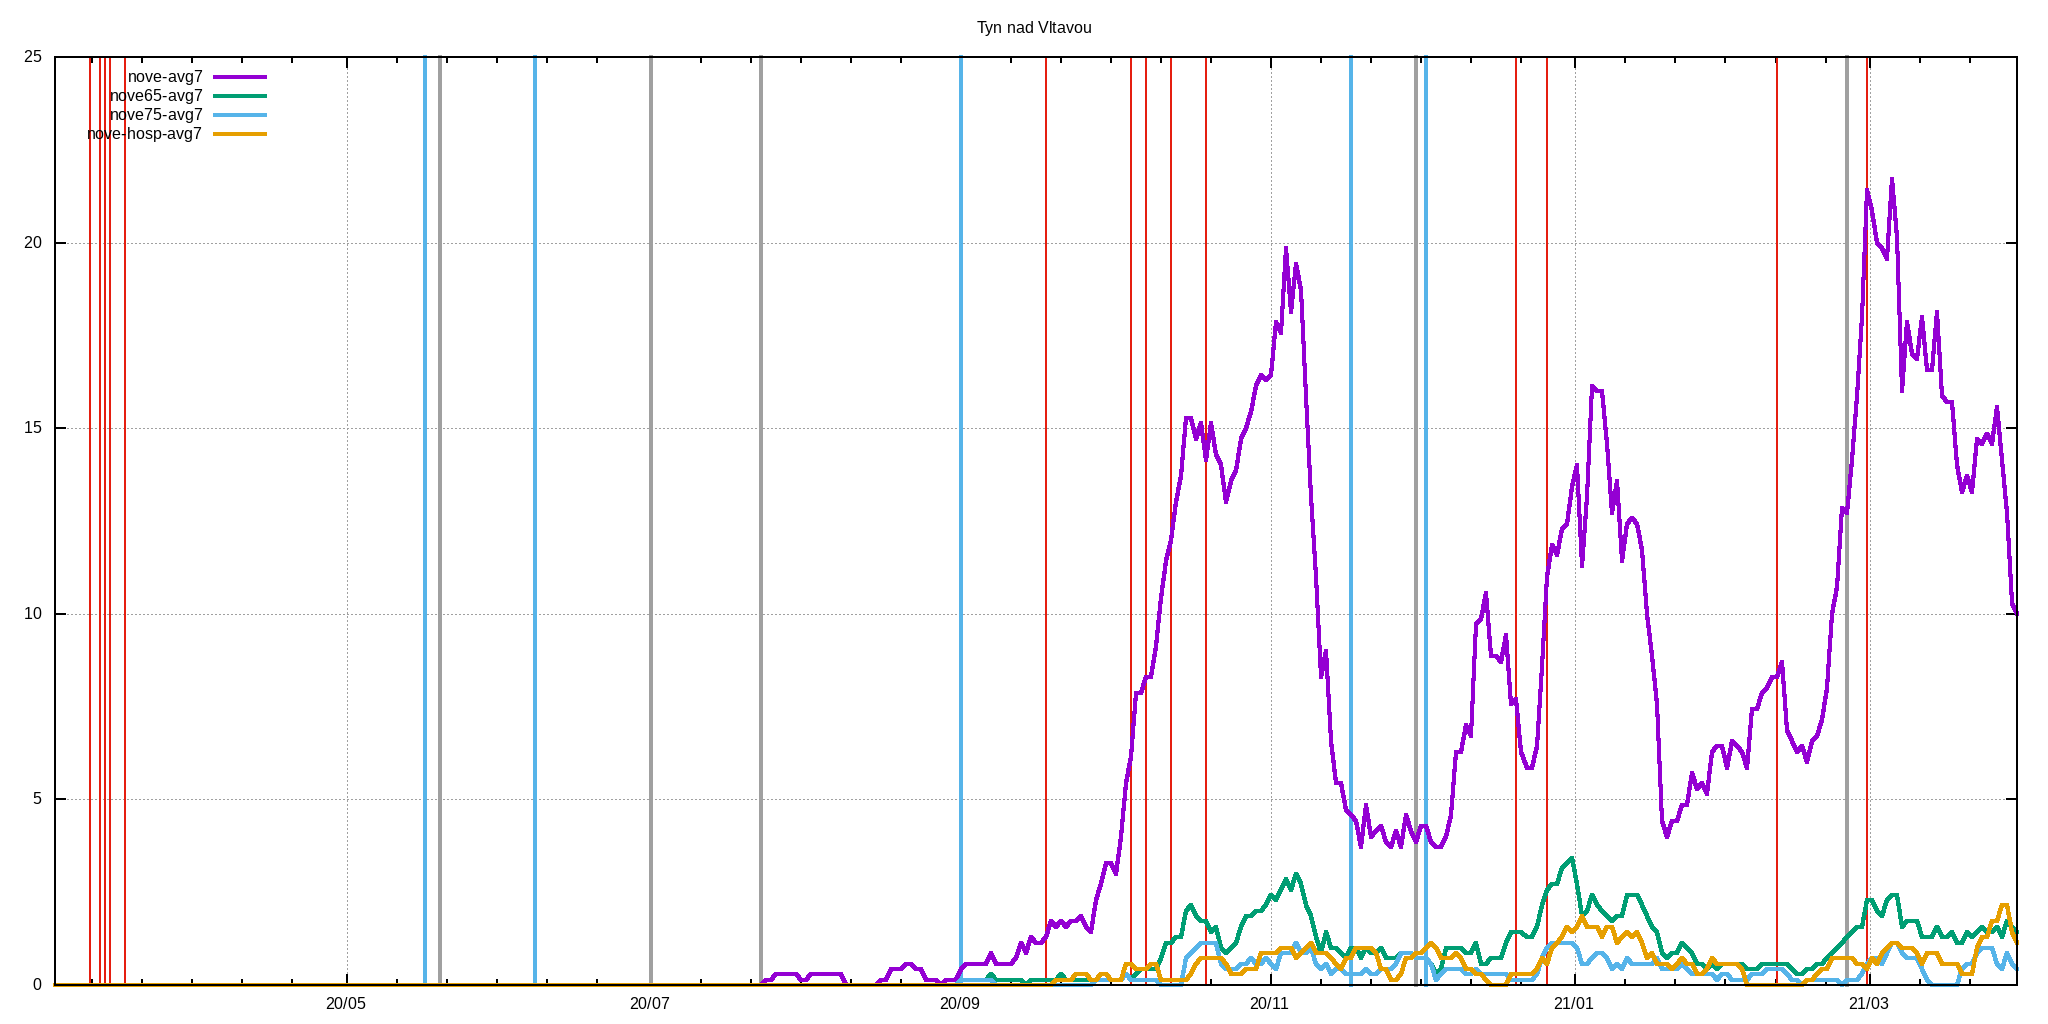 Tyn nad Vltavou
25
nove-avg7
nove65-avg7
nove75-avg7
nove-hosp-avg7
20
15
10
5
0
20/05 20/07 20/09 20/11 21/01 21/03